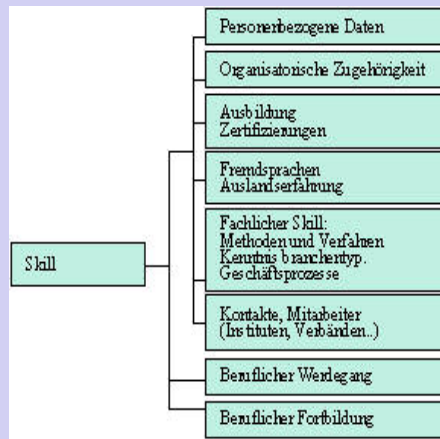 Personenbezogene Daten
Organisatorische Zugehörigkeit
Ausbildung
Zertifizierungen
Fremdsprachen
Auslandserfahrung
Fachlicher Skill:
Methoden und Verfahren
Kenntnis branchentyp.
Geschäftsprozesse
Skill
Kontakte, Mitarbeiter
(Instituten, Verbänden..)
Beruflicher Werdegang
Beruflicher Fortbildung